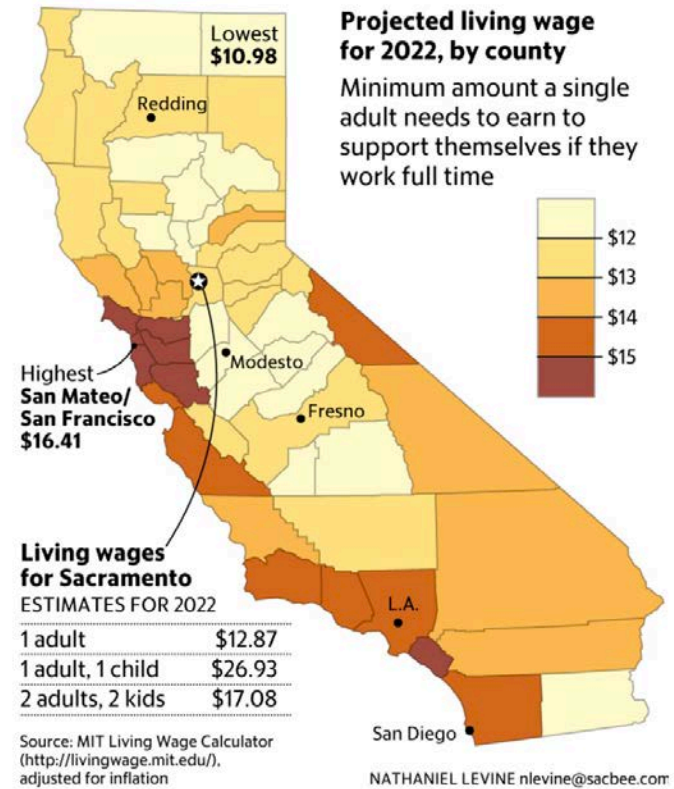 Projected living wage
for 2022, by county
Minimum amount a single
adult needs to earn to
support themselves if they
work full time
$12
$13
$14
$15
Lowest
$10.98
Redding
Modesto
Fresno
Highest
San Mateo/
San Francisco
$16.41
L.A.
San Diego
Living wages
for Sacramento
ESTIMATES FOR 2022
1 adult $12.87
1 adult, 1 child $26.93
2 adults, 2 kids $17.08
Source: MIT Living Wage Calculator
(http://livingwage.mit.edu/),
adjusted for inflation
NATHANIEL LEVINE nlevine@sacbee.com